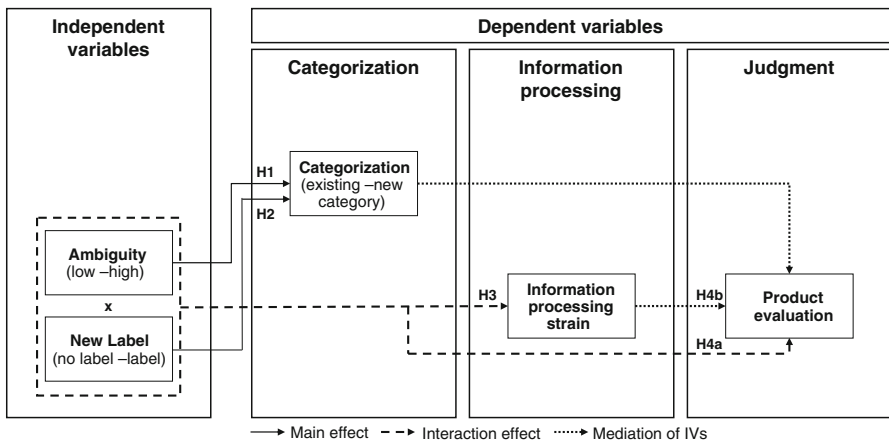 Independent
variables
Dependent variables
Categorization
Information
processing
Judgment
H1
H2
Categorization
(existing –new
category)
Ambiguity
(low –high)
x
New Label
(no label –label)
H3
Information
processing
strain
H4b
H4a
Product
evaluation
Main effect
Interaction effect
Mediation of IVs